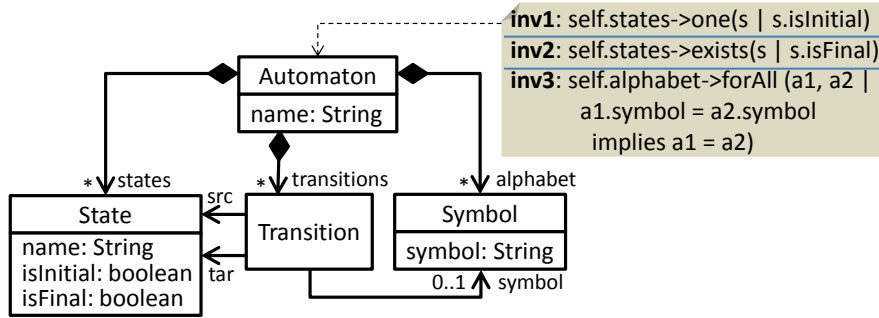 inv1: self.states->one(s | s.isInitial)
inv2: self.states->exists(s | s.isFinal)
inv3: self.alphabet->forAll (a1, a2 |
a1.symbol = a2.symbol
implies a1 = a2)
Automaton
name: String
* states
* transitions
* alphabet
State
name: String
isInitial: boolean
isFinal: boolean
src
tar
Transition
Symbol
symbol: String
0..1 symbol